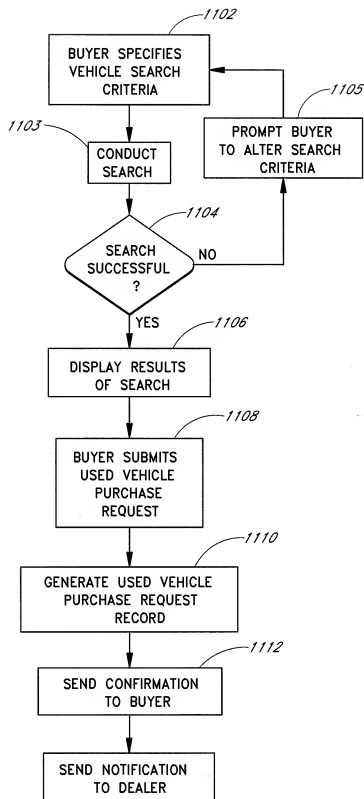 1102
BUYER SPECIFIES
VEHICLE SEARCH
CRITERIA
1105
PROMPT BUYER
TO ALTER SEARCH
CRITERIA
1103
CONDUCT
SEARCH
1104
SEARCH
SUCCESSFUL
?
NO
YES
1106
DISPLAY RESULTS
OF SEARCH
1108
BUYER SUBMITS
USED VEHICLE
PURCHASE
REQUEST
1110
GENERATE USED VEHICLE
PURCHASE REQUEST
RECORD
1112
SEND CONFIRMATION
TO BUYER
SEND NOTIFICATION
TO DEALER